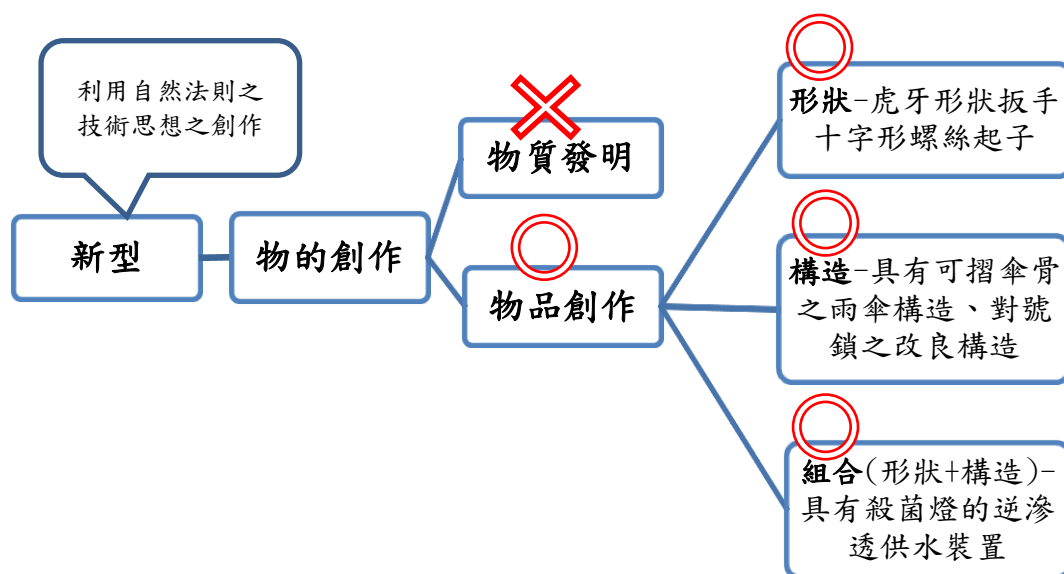 利用自然法則之
技術思想之創作
新型
物的創作
物質發明
物品創作
形狀-虎牙形狀扳手
十字形螺絲起子
構造-具有可摺傘骨
之雨傘構造、對號
鎖之改良構造
組合(形狀+構造)-
具有殺菌燈的逆滲
透供水裝置